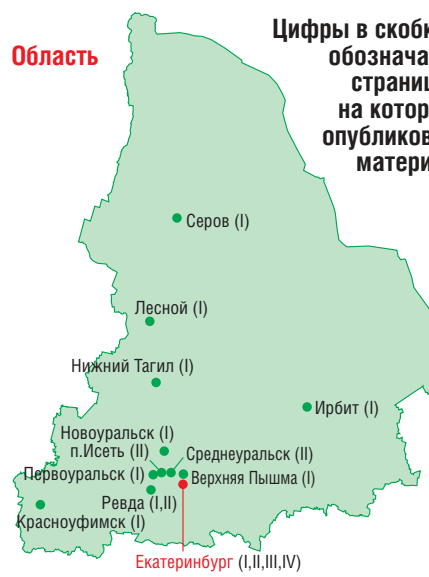 Область
Цифры в
обознача
страниц
на котор
опубликов
матери
Серов (I)
Лесной (I)
Нижний Тагил (I)
Ирбит (I)
Новоуральск (I)
п.Исеть (II)
Среднеуральск (II)
Первоуральск (I)
Верхняя Пышма (I)
Ревда (I,II)
Красноуфимск (I)
Екатеринбург (I,II,III,IV)